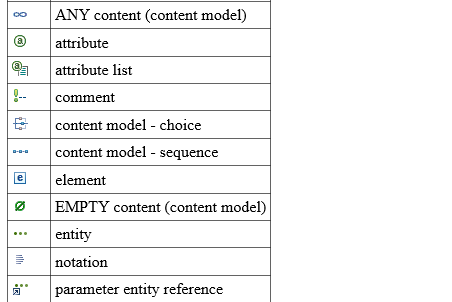 ANY content (content model)
attribute
attribute list
comment
content model - choice
content model - sequence
element
EMPTY content (content model)
entity
notation
parameter entity reference